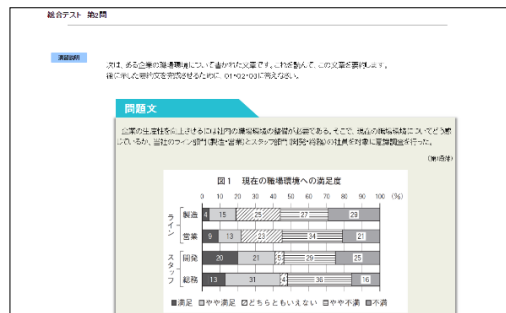 総合テスト 第2問
演習説明
次は、ある企業の職場環境について書かれた文章です。これを読んで、この文章を要約します。
後に示した要約文を完成させるために、01・02・03に答えなさい。
問題文
企業の生産性を向上させるには社内の職場環境の整備が必要である。そこで、現在の職場環境についてどう感
じているか、当社のライン部門(製造・営業)とスタッフ部門(開発・総務)の社員を対象に意識調査を行った。
(第1段落)
図1 現在の職場環境への満足度
0 10 20 30 40 50 60 70 80 90 100 (%)
ライン
製造 4 15 25 27 28
営業 9 13 23 34 21
スタッフ
開発 20 21 5 29 25
総務 13 31 4 36 16
満足 やや満足 どちらともいえない やや不満 不満